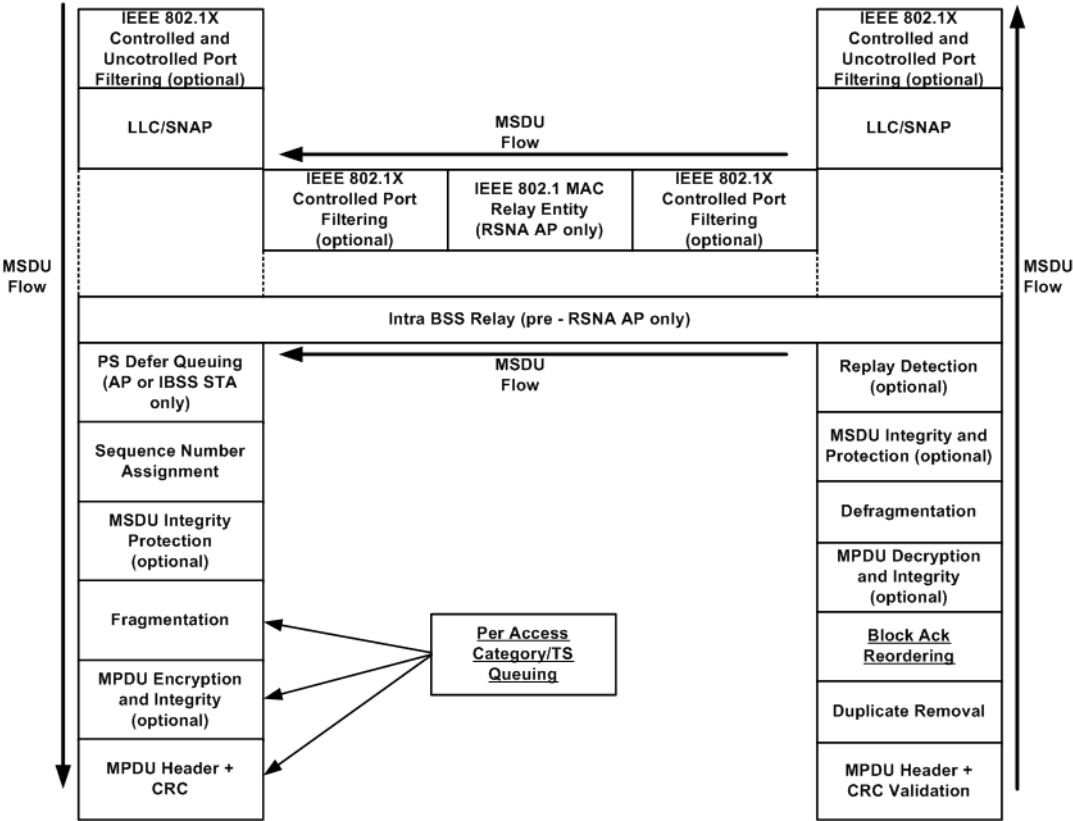 IEEE 802.1X
Controlled and
Uncotrolled Port
Filtering (optional)
LLC/SNAP
MSDU
Flow
IEEE 802.1X
Controlled and
Uncotrolled Port
Filtering (optional)
LLC/SNAP
IEEE 802.1X
Controlled Port
Filtering
(optional)
IEEE 802.1 MAC
Relay Entity
(RSNA AP only)
IEEE 802.1X
Controlled Port
Filtering
(optional)
MSDU
Flow
MSDU
Flow
Intra BSS Relay (pre - RSNA AP only)
MSDU
Flow
PS Defer Queuing
(AP or IBSS STA
only)
Sequence Number
Assignment
MSDU Integrity
Protection
(optional)
Fragmentation
MPDU Encryption
and Integrity
(optional)
MPDU Header +
CRC
Per Access
Category/TS
Queuing
Replay Detection
(optional)
MSDU Integrity and
Protection (optional)
Defragmentation
MPDU Decryption
and Integrity
(optional)
Block Ack
Reordering
Duplicate Removal
MPDU Header +
CRC Validation